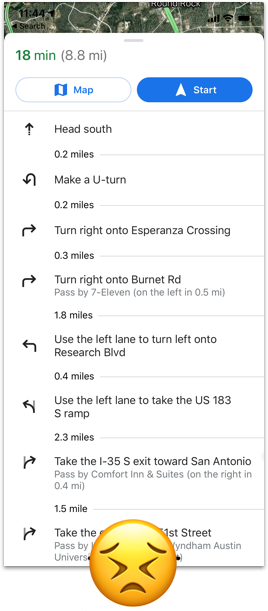 Round Rock
11:44
Search
18 min (8.8 mi)
Map
Start
Head south
0.2 miles
Make a U-turn
0.2 miles
Turn right onto Esperanza Crossing
0.3 miles
Turn right onto Burnet Rd
Pass by 7-Eleven (on the left in 0.5 mi)
1.8 miles
Use the left lane to turn left onto
Research Blvd
0.4 miles
Use the left lane to take the US 183
S ramp
2.3 miles
Take the I-35 S exit toward San Antonio
Pass by Comfort Inn & Suites (on the right in
0.4 mi)
1.5 mile
Take the 51st Street
Pass by Wyndham Austin